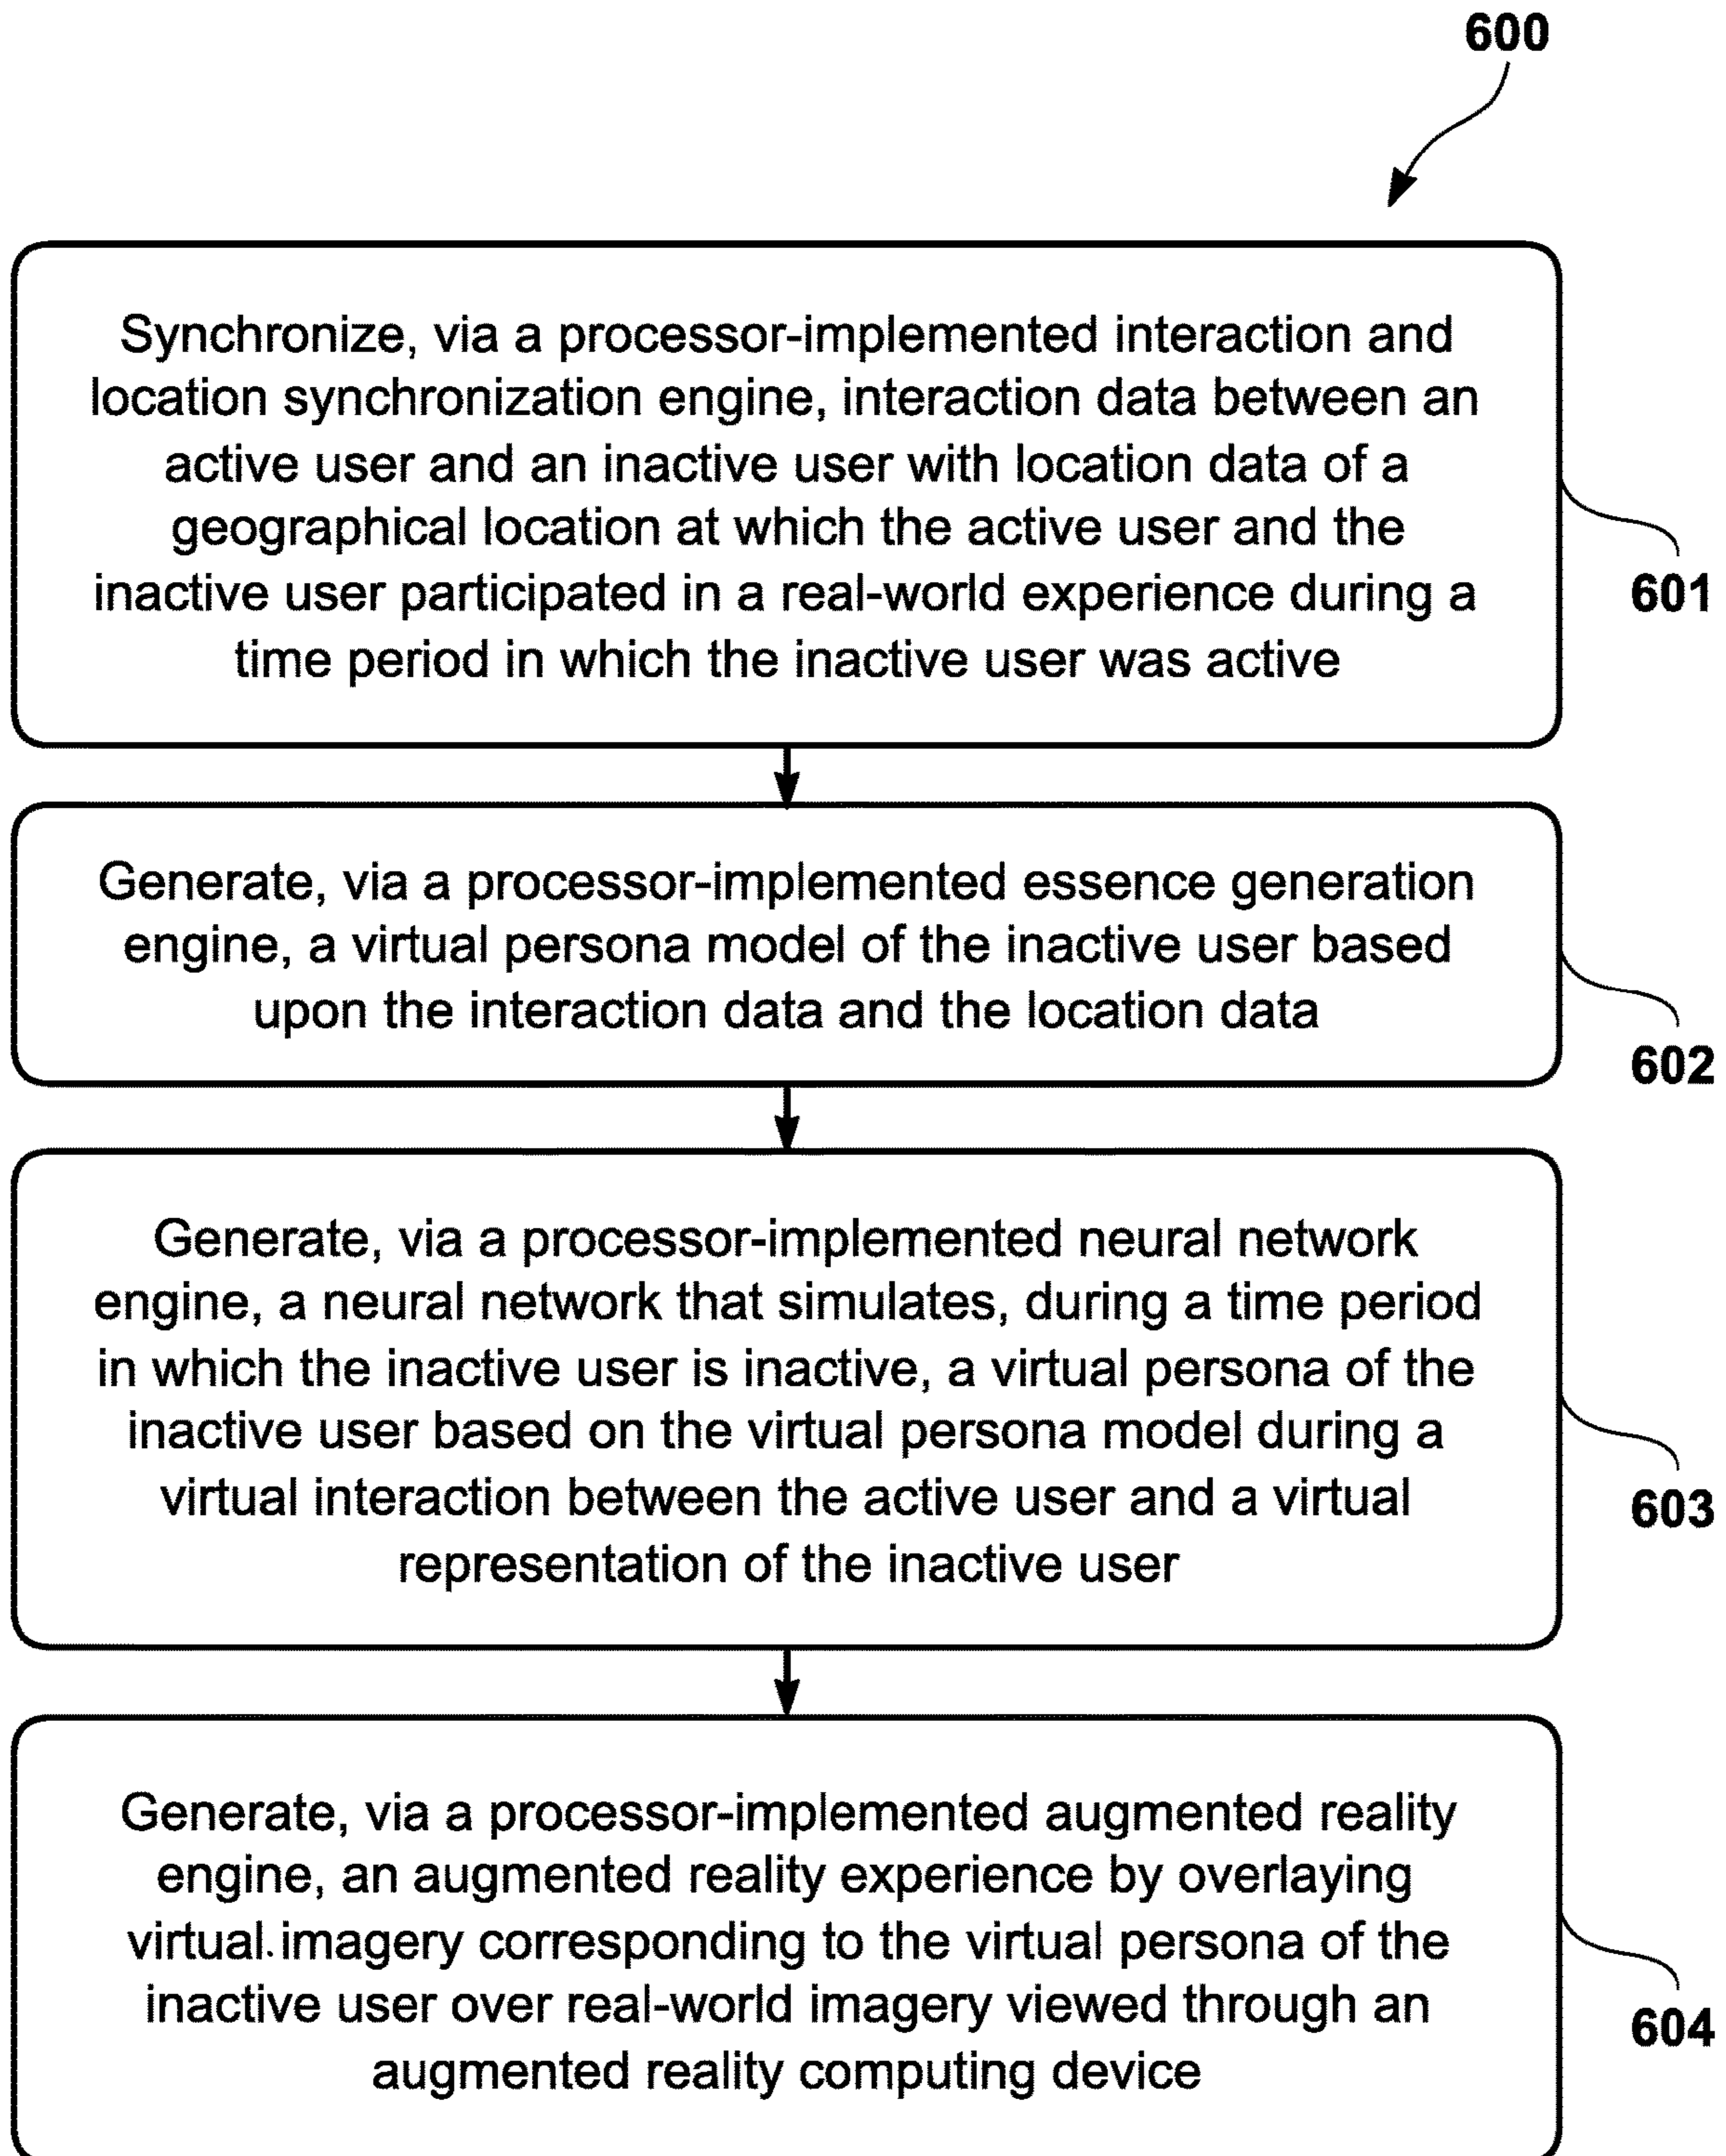 600
Synchronize, via a processor-implemented interaction and
location synchronization engine, interaction data between an
active user and an inactive user with location data of a
geographical location at which the active user and the
inactive user participated in a real-world experience during a
time period in which the inactive user was active
601
Generate, via a processor-implemented essence generation
engine, a virtual persona model of the inactive user based
upon the interaction data and the location data
602
Generate, via a processor-implemented neural network
engine, a neural network that simulates, during a time period
in which the inactive user is inactive, a virtual persona of the
inactive user based on the virtual persona model during a
virtual interaction between the active user and a virtual
representation of the inactive user
603
Generate, via a processor-implemented augmented reality
engine, an augmented reality experience by overlaying
virtual imagery corresponding to the virtual persona of the
inactive user over real-world imagery viewed through an
augmented reality computing device
604